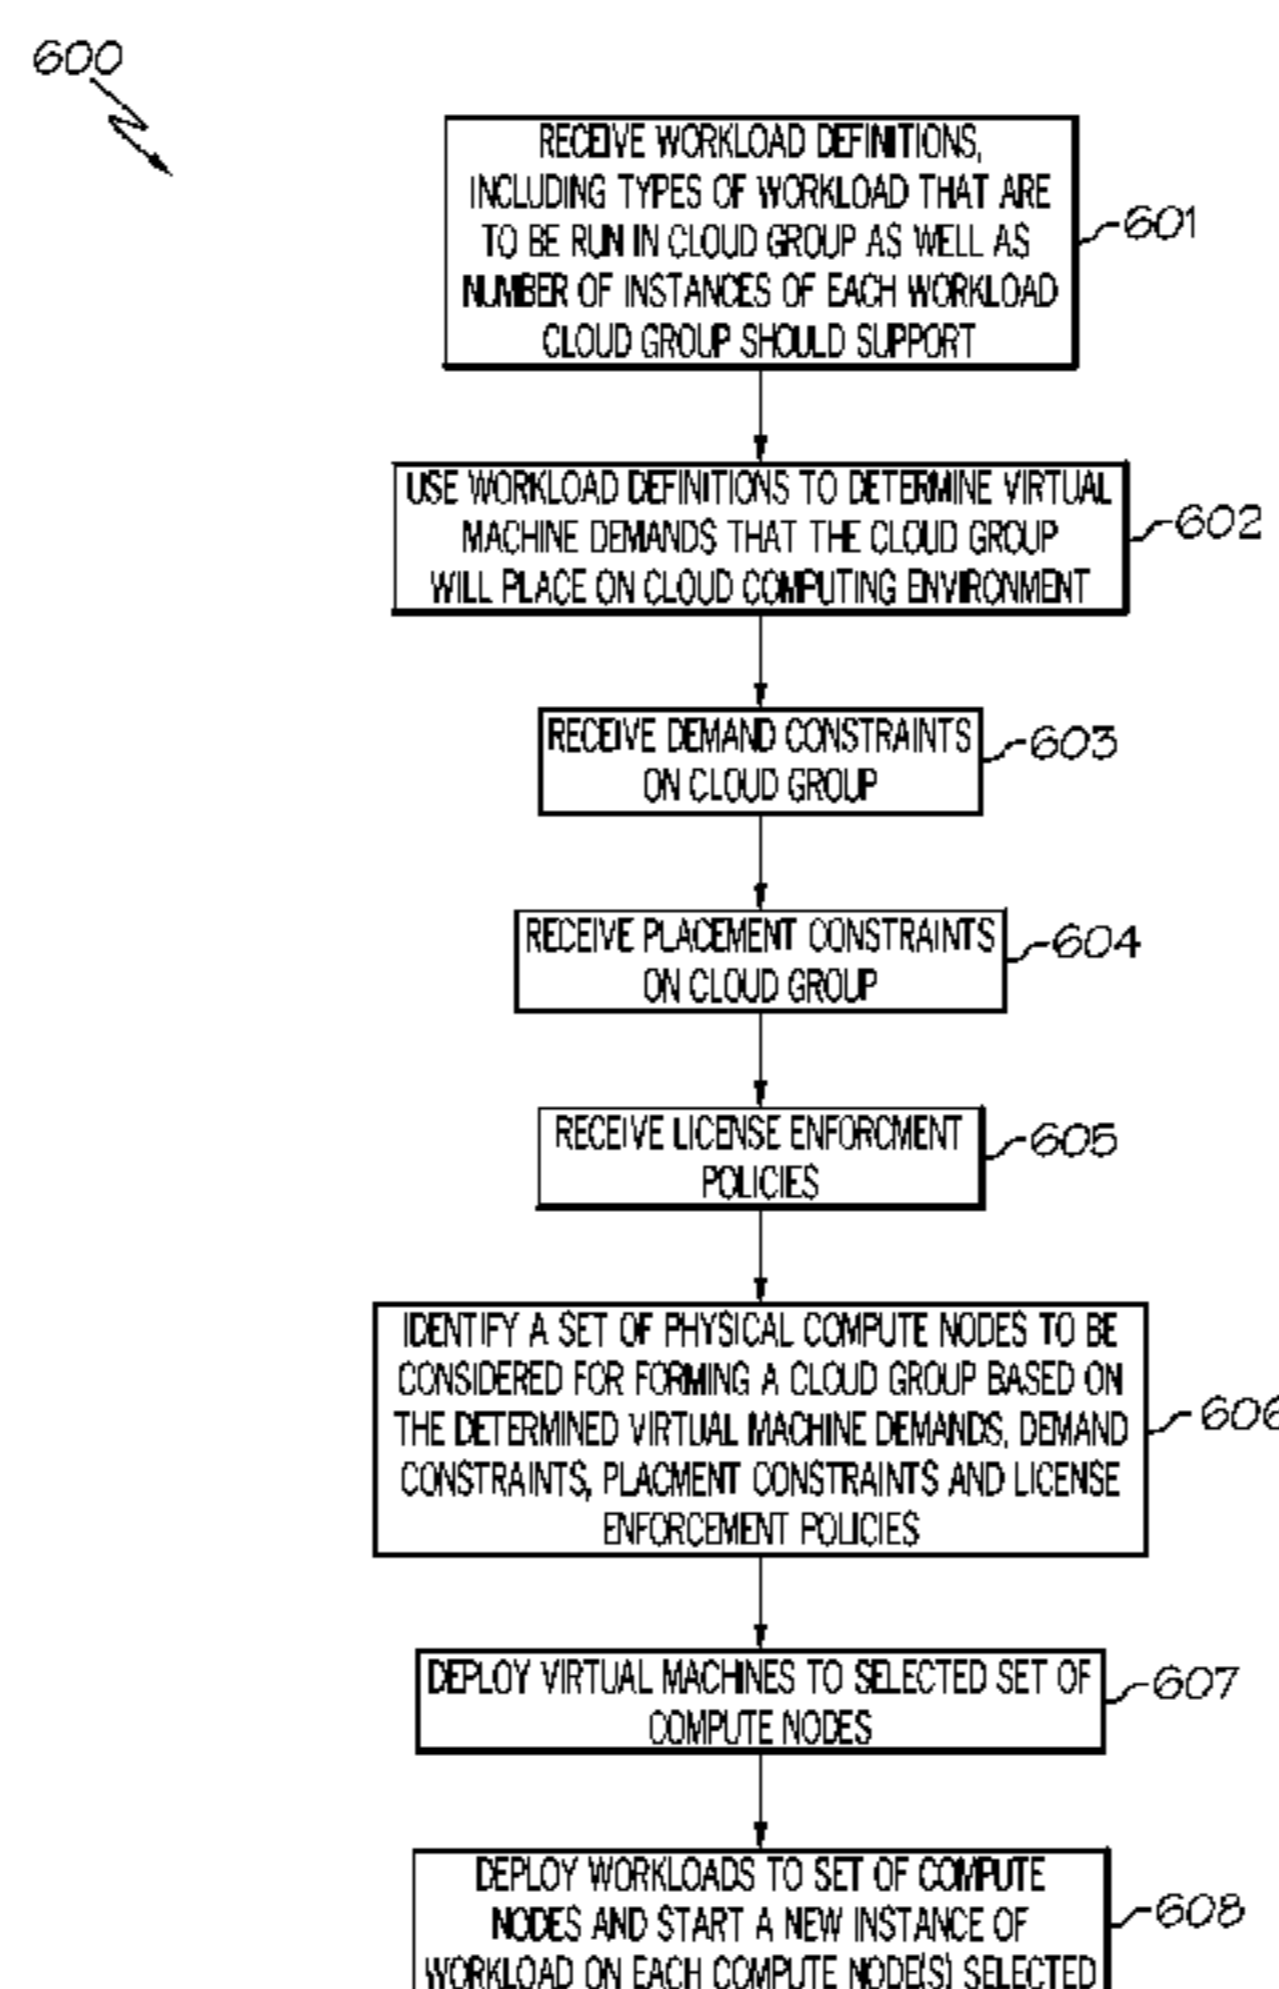 600
RECEIVE WORKLOAD DEFINITIONS,
INCLUDING TYPES OF WORKLOAD THAT ARE
TO BE RUN IN CLOUD GROUP AS WELL AS
NUMBER OF INSTANCES OF EACH WORKLOAD
CLOUD GROUP SHOULD SUPPORT
601
USE WORKLOAD DEFINITIONS TO DETERMINE VIRTUAL
MACHINE DEMANDS THAT THE CLOUD GROUP
WILL PLACE ON CLOUD COMPUTING ENVIRONMENT
602
RECEIVE DEMAND CONSTRAINTS
ON CLOUD GROUP
603
RECEIVE PLACEMENT CONSTRAINTS
ON CLOUD GROUP
604
RECEIVE LICENSE ENFORCMENT
POLICIES
605
IDENTIFY A SET OF PHYSICAL COMPUTE NODES TO BE
CONSIDERED FOR FORMING A CLOUD GROUP BASED ON
THE DETERMINED VIRTUAL MACHINE DEMANDS, DEMAND
CONSTRAINTS, PLACMENT CONSTRAINTS AND LICENSE
ENFORCEMENT POLICIES
606
DEPLOY VIRTUAL MACHINES TO SELECTED SET OF
COMPUTE NODES
607
DEPLOY WORKLOADS TO SET OF COMPUTE
NODES AND START A NEW INSTANCE OF
WORKLOAD ON EACH COMPUTE NODE(S) SELECTED
608